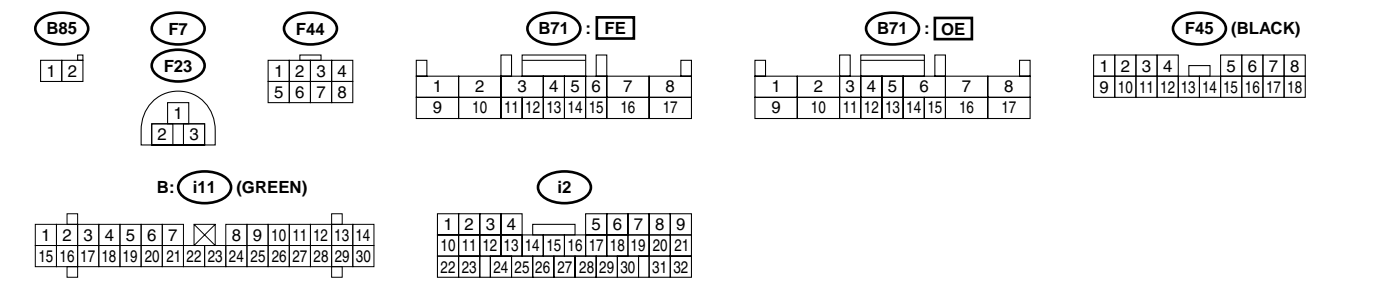 B85
F7
F44
B71 : FE
B71 : OE
F45 (BLACK)
F23
1 2
1 2 3 4
5 6 7 8
1
2 3
1 2 3 4 5 6 7 8
9 10 11 12 13 14 15 16 17
1 2 3 4 5 6 7 8
9 10 11 12 13 14 15 16 17
1 2 3 4 5 6 7 8
9 10 11 12 13 14 15 16 17 18
B: i11 (GREEN)
i2
1 2 3 4 5 6 7 8 9 10 11 12 13 14
15 16 17 18 19 20 21 22 23 24 25 26 27 28 29 30
1 2 3 4 5 6 7 8 9
10 11 12 13 14 15 16 17 18 19 20 21
22 23 24 25 26 27 28 29 30 31 32